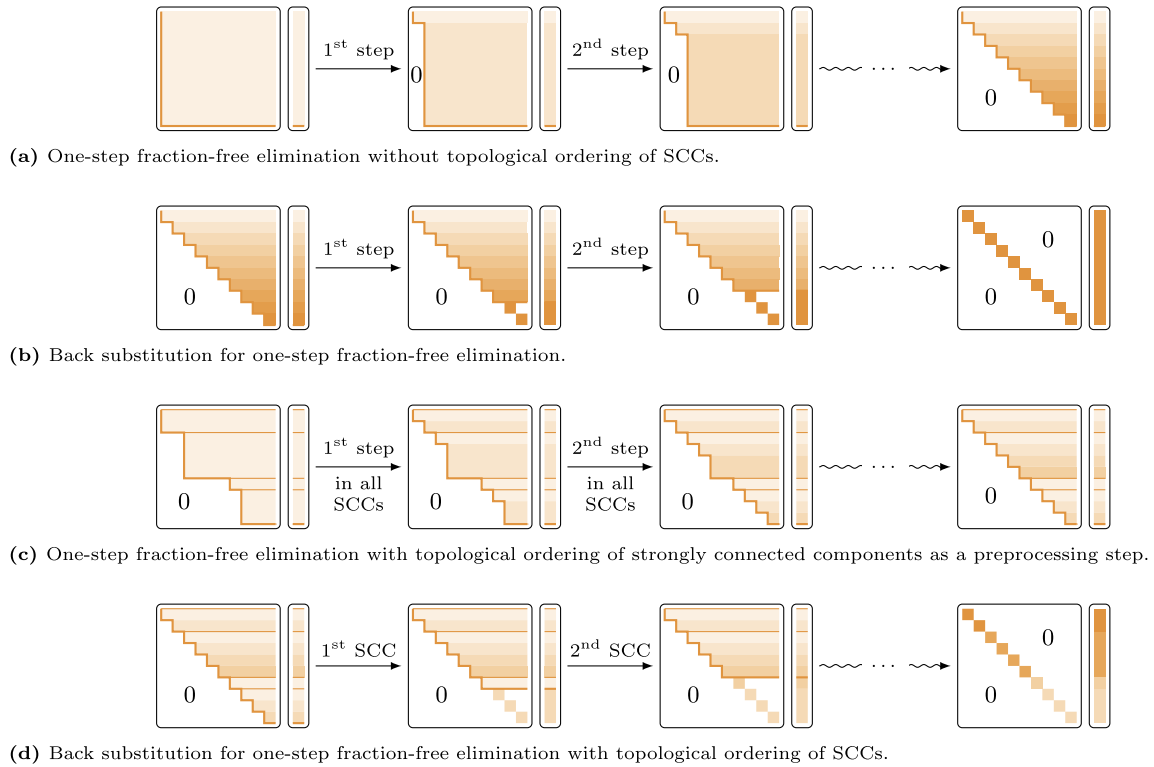 1st step 2nd step
0 0 · · · 0
(a) One-step fraction-free elimination without topological ordering of SCCs.
1st step 2nd step · · · 0
0 0 0 0
(b) Back substitution for one-step fraction-free elimination.
1st step 2nd step · · ·
0 in all 0 in all 0 0
SCCs SCCs
(c) One-step fraction-free elimination with topological ordering of strongly connected components as a preprocessing step.
1st SCC 2nd SCC · · · 0
0 0 0 0
(d) Back substitution for one-step fraction-free elimination with topological ordering of SCCs.